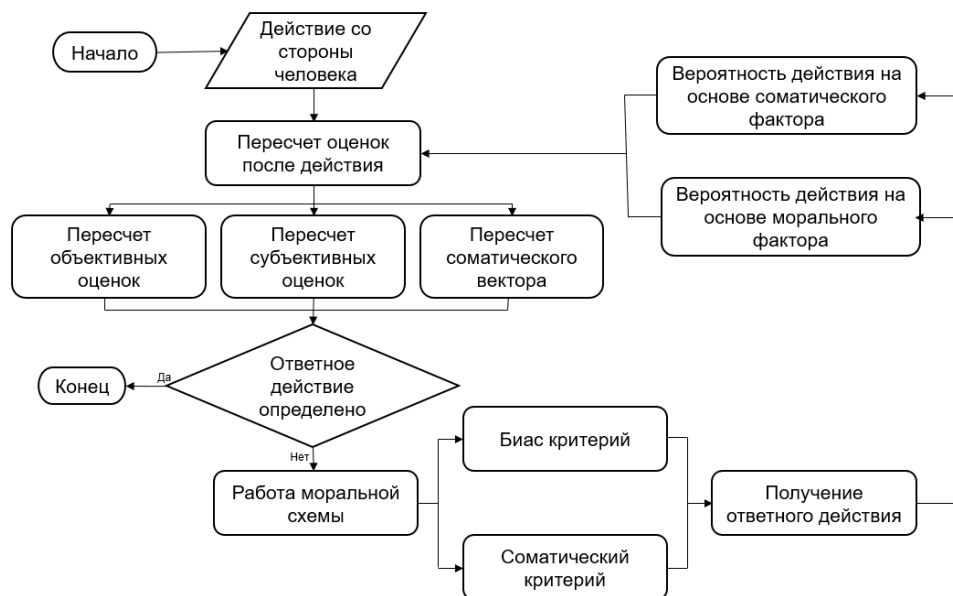 Начало
Действие со
стороны
человека
Вероятность действия на
основе соматического
фактора
Пересчет оценок
после действия
Вероятность действия на
основе морального
фактора
Пересчет
объективных
оценок
Пересчет
субъективных
оценок
Пересчет
соматического
вектора
Ответное
действие
определено
Да
Конец
Нет
Работа моральной
схемы
Биас критерий
Соматический
критерий
Получение
ответного действия